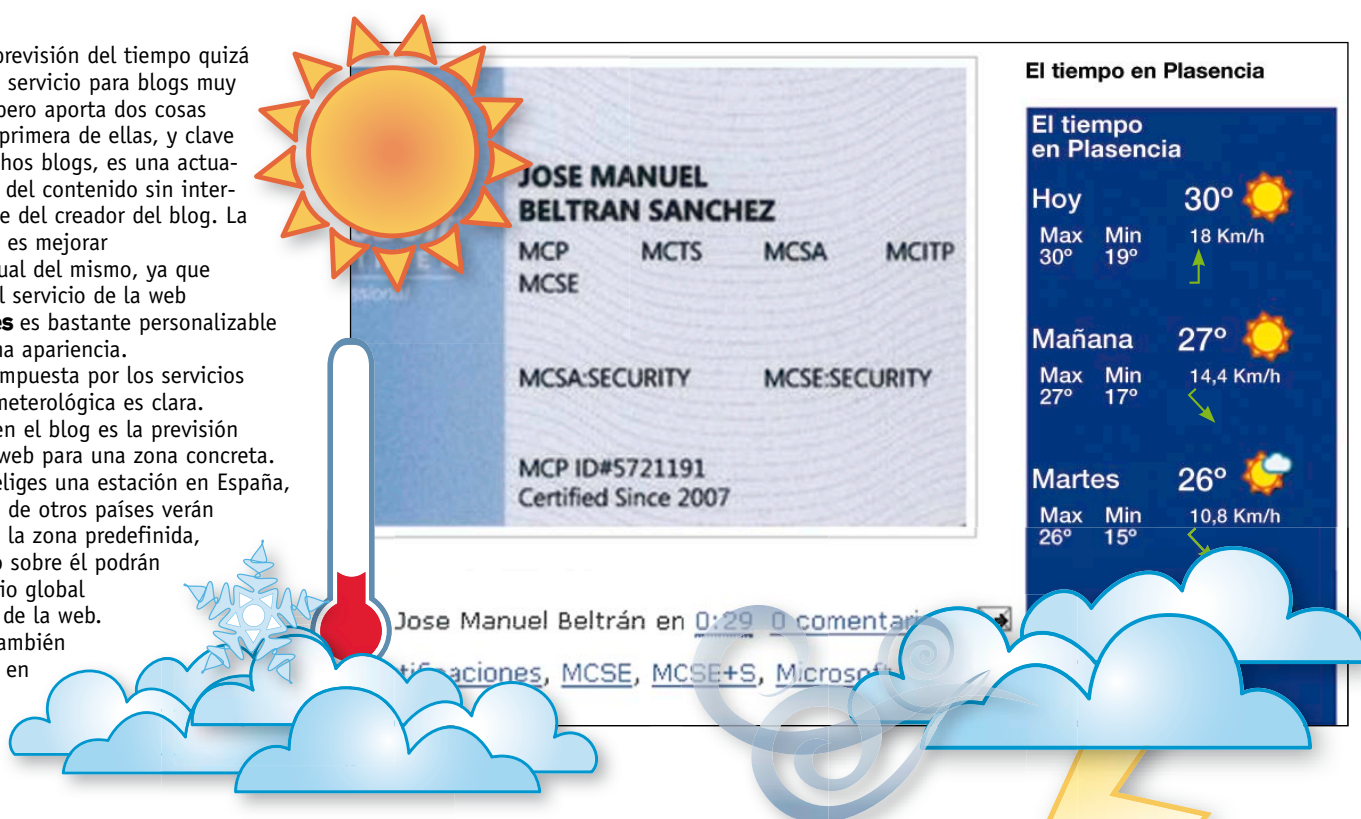 previsión del tiempo quizá
servicio para blogs muy
pero aporta dos cosas
primera de ellas, y clave
hos blogs, es una actua-
del contenido sin inter-
e del creador del blog. La
es mejorar
ual del mismo, ya que
l servicio de la web
es es bastante personalizable
na apariencia.
mpuesta por los servicios
meterológica es clara.
en el blog es la previsión
web para una zona concreta.
eliges una estación en España,
de otros países verán
la zona predefinida,
o sobre él podrán
io global
de la web.
ambién
en
JOSE MANUEL
BELTRAN SANCHEZ
MCP MCTS MCSA MCITP
MCSE
MCSA:SECURITY MCSE:SECURITY
MCP ID#5721191
Certified Since 2007
Jose Manuel Beltrán en 0:29 0 comentari
aciones, MCSE, MCSE+S, Microsoft
El tiempo en Plasencia
El tiempo
en Plasencia
Hoy 30º
Max Min 18 Km/h
30º 19º
Mañana 27º
Max Min 14,4 Km/h
27º 17º
Martes 26º
Max Min 10,8 Km/h
26º 15º